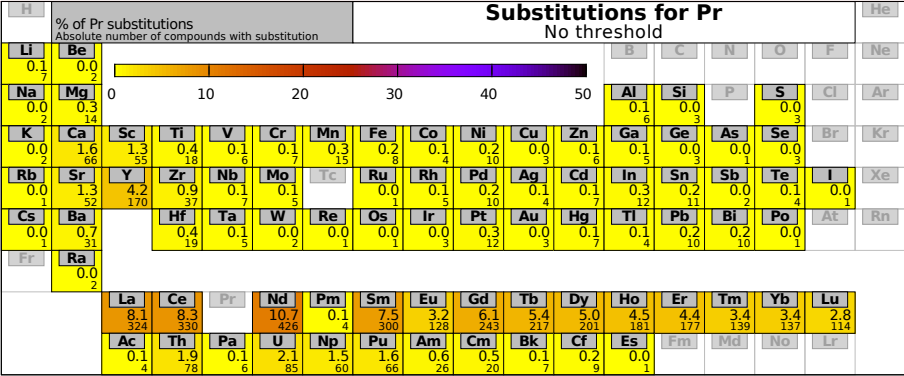 H % of Pr substitutions Substitutions for Pr He
Absolute number of compounds with substitution No threshold
Li Be B C N O F Ne
0.1 0.0
7 2
0 10 20 30 40 50
Na Mg Al Si P S Cl Ar
0.0 0.3 0.1 0.0 0.0
2 14 6 3 3
K Ca Sc Ti V Cr Mn Fe Co Ni Cu Zn Ga Ge As Se Br Kr
0.0 1.6 1.3 0.4 0.1 0.1 0.3 0.2 0.1 0.2 0.0 0.1 0.1 0.0 0.0 0.0
2 66 55 18 6 7 15 8 4 10 3 6 5 3 1 3
Rb Sr Y Zr Nb Mo Tc Ru Rh Pd Ag Cd In Sn Sb Te I Xe
0.0 1.3 4.2 0.9 0.1 0.1 0.0 0.1 0.2 0.1 0.1 0.3 0.2 0.0 0.1 0.0
1 52 170 37 7 5 1 5 10 4 7 12 11 2 4 1
Cs Ba Hf Ta W Re Os Ir Pt Au Hg Tl Pb Bi Po At Rn
0.0 0.7 0.4 0.1 0.0 0.0 0.0 0.0 0.3 0.0 0.1 0.1 0.2 0.2 0.0
1 31 19 5 2 1 1 3 12 3 7 4 10 10 1
Fr Ra
0.0
2
La Ce Pr Nd Pm Sm Eu Gd Tb Dy Ho Er Tm Yb Lu
8.1 8.3 10.7 0.1 7.5 3.2 6.1 5.4 5.0 4.5 4.4 3.4 3.4 2.8
324 330 426 4 300 128 243 217 201 181 177 139 137 114
Ac Th Pa U Np Pu Am Cm Bk Cf Es Fm Md No Lr
0.1 1.9 0.1 2.1 1.5 1.6 0.6 0.5 0.1 0.2 0.0
4 78 6 85 60 66 26 20 7 9 1